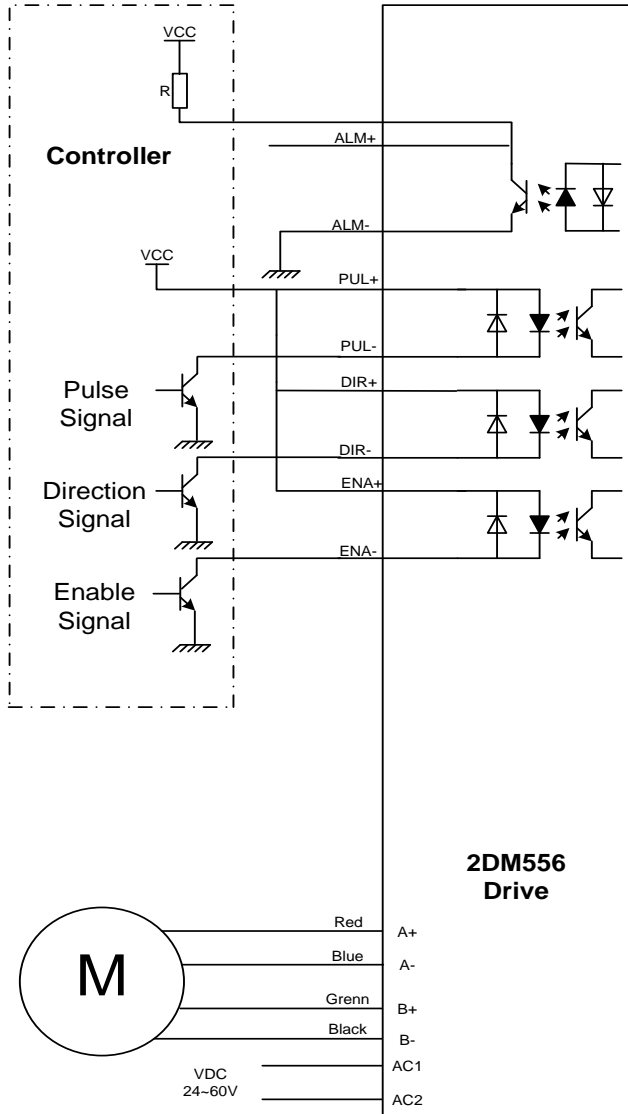 VCC
R
Controller
ALM+
ALM-
VCC
PUL+
PUL-
Pulse
Signal
DIR+
DIR-
Direction
Signal
ENA+
ENA-
Enable
Signal
2DM556
Drive
Red
A+
M
Blue
A-
Grenn
B+
Black
B-
VDC
24~60V
AC1
AC2